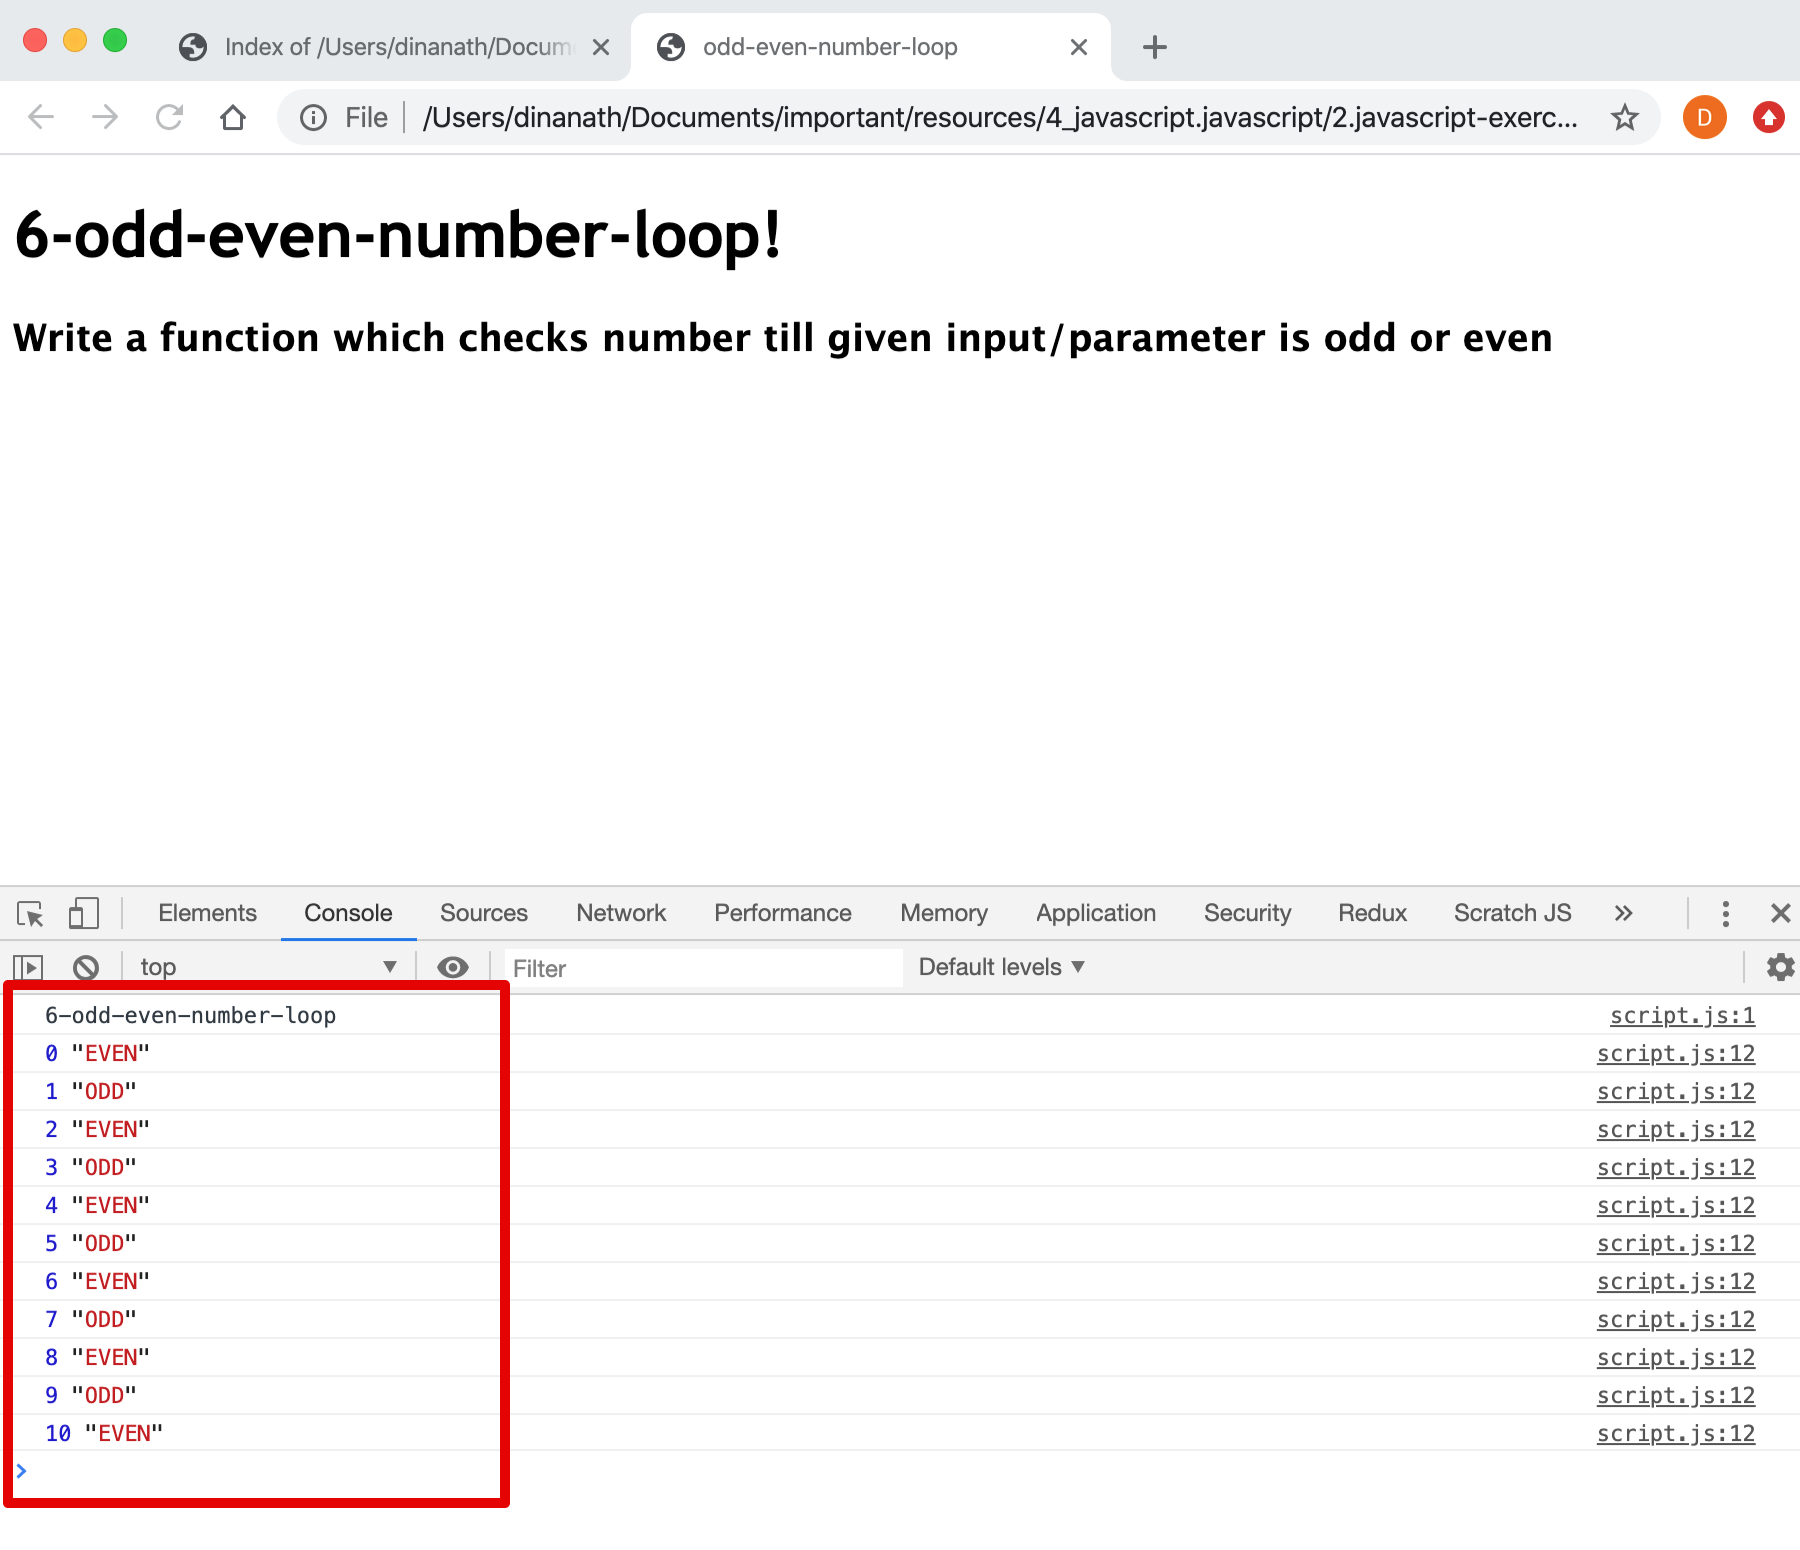 Index of /Users/dinanath/Docum
odd-even-number-loop
File /Users/dinanath/Documents/important/resources/4_javascript.javascript/2.javascript-exerc... D
6-odd-even-number-loop!
Write a function which checks number till given input/parameter is odd or even
Elements Console Sources Network Performance Memory Application Security Redux Scratch JS »
top Filter Default levels
6-odd-even-number-loop script.js:1
0 "EVEN" script.js:12
1 "ODD" script.js:12
2 "EVEN" script.js:12
3 "ODD" script.js:12
4 "EVEN" script.js:12
5 "ODD" script.js:12
6 "EVEN" script.js:12
7 "ODD" script.js:12
8 "EVEN" script.js:12
9 "ODD" script.js:12
10 "EVEN" script.js:12